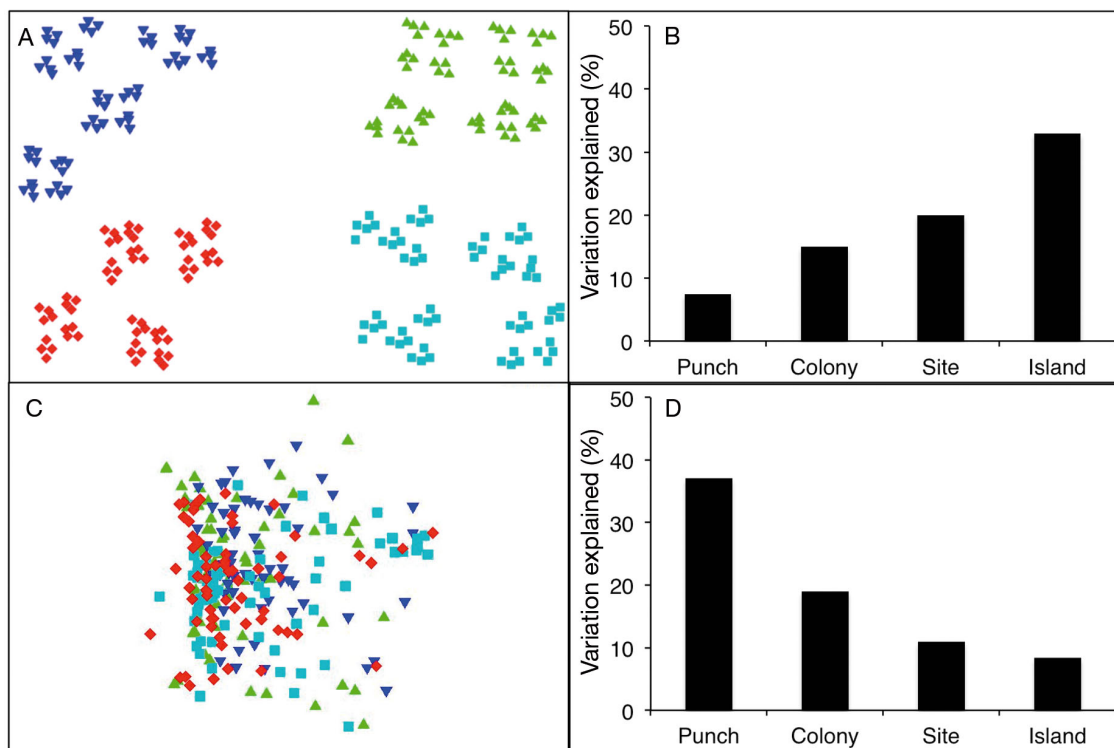 A
B
Variation explained (%)
50
40
30
20
10
0
Punch Colony Site Island
C
D
Variation explained (%)
50
40
30
20
10
0
Punch Colony Site Island